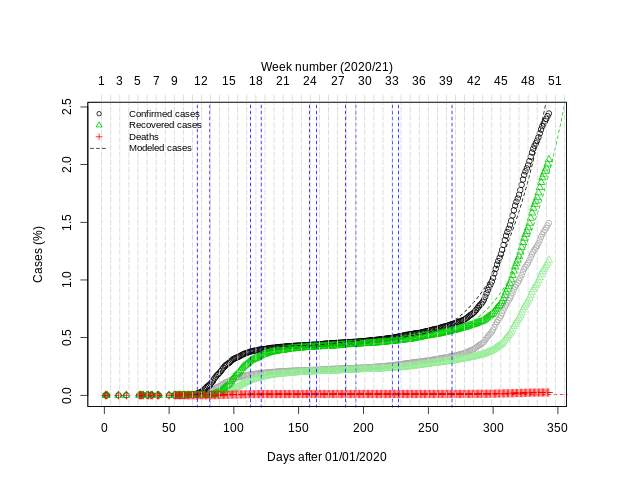 Week number (2020/21)
1 3 5 7 9 12 15 18 21 24 27 30 33 36 39 42 45 48 51
Confirmed cases
Recovered cases
Deaths
Modeled cases
Cases (%)
2.5
2.0
1.5
1.0
0.5
0.0
0 50 100 150 200 250 300 350
Days after 01/01/2020